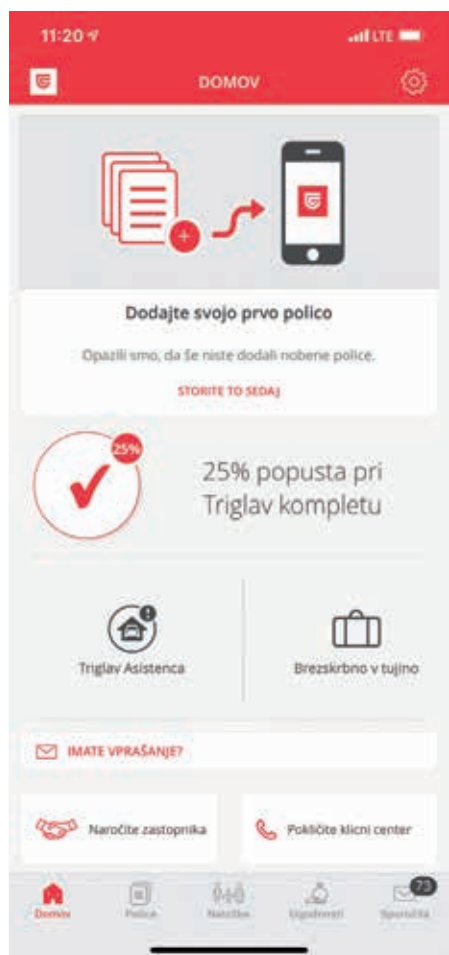 11:20
LTE
DOMOV
Dodajte svojo prvo polico
Opazili smo, da še niste dodali nobene police.
STORITE TO SEDAJ
25%
25% popusta pri
Triglav kompletu
Triglav Asistenca
Brezskrbno v tujino
IMATE VPRAŠANJE?
Naročite zastopnika
Pokličite klicni center
73
Domov
Police
Naložbe
Ugodnosti
Sporočila